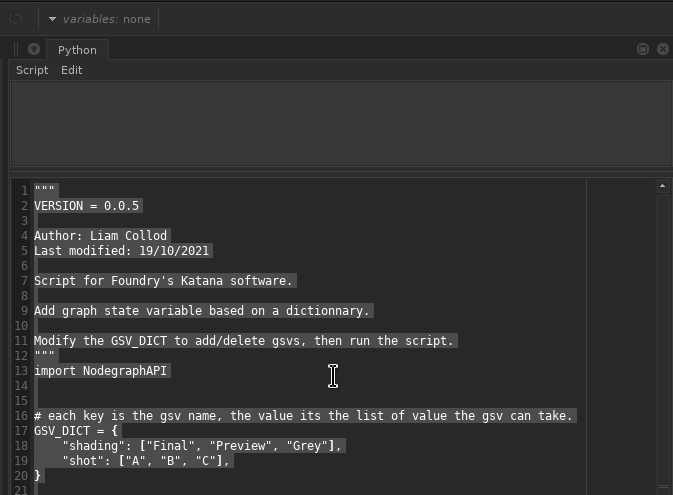 variables: none
Python
Script Edit
1 """
2 VERSION = 0.0.5
3
4 Author: Liam Collod
5 Last modified: 19/10/2021
6
7 Script for Foundry's Katana software.
8
9 Add graph state variable based on a dictionnary.
10
11 Modify the GSV_DICT to add/delete gsvs, then run the script.
12 """
13 import NodegraphAPI
14
15
16 # each key is the gsv name, the value its the list of value the gsv can take.
17 GSV_DICT = {
18     "shading": ["Final", "Preview", "Grey"],
19     "shot": ["A", "B", "C"],
20 }
21